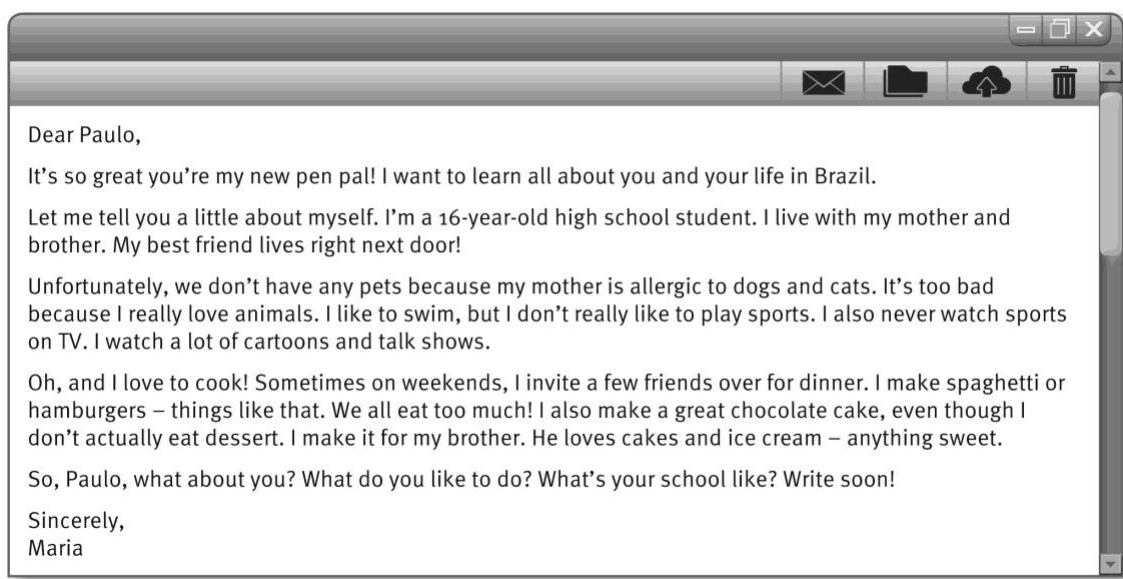 Dear Paulo,
It's so great you're my new pen pal! I want to learn all about you and your life in Brazil.
Let me tell you a little about myself. I'm a 16-year-old high school student. I live with my mother and
brother. My best friend lives right next door!
Unfortunately, we don't have any pets because my mother is allergic to dogs and cats. It's too bad
because I really love animals. I like to swim, but I don't really like to play sports. I also never watch sports
on TV. I watch a lot of cartoons and talk shows.
Oh, and I love to cook! Sometimes on weekends, I invite a few friends over for dinner. I make spaghetti or
hamburgers – things like that. We all eat too much! I also make a great chocolate cake, even though I
don't actually eat dessert. I make it for my brother. He loves cakes and ice cream – anything sweet.
So, Paulo, what about you? What do you like to do? What's your school like? Write soon!
Sincerely,
Maria